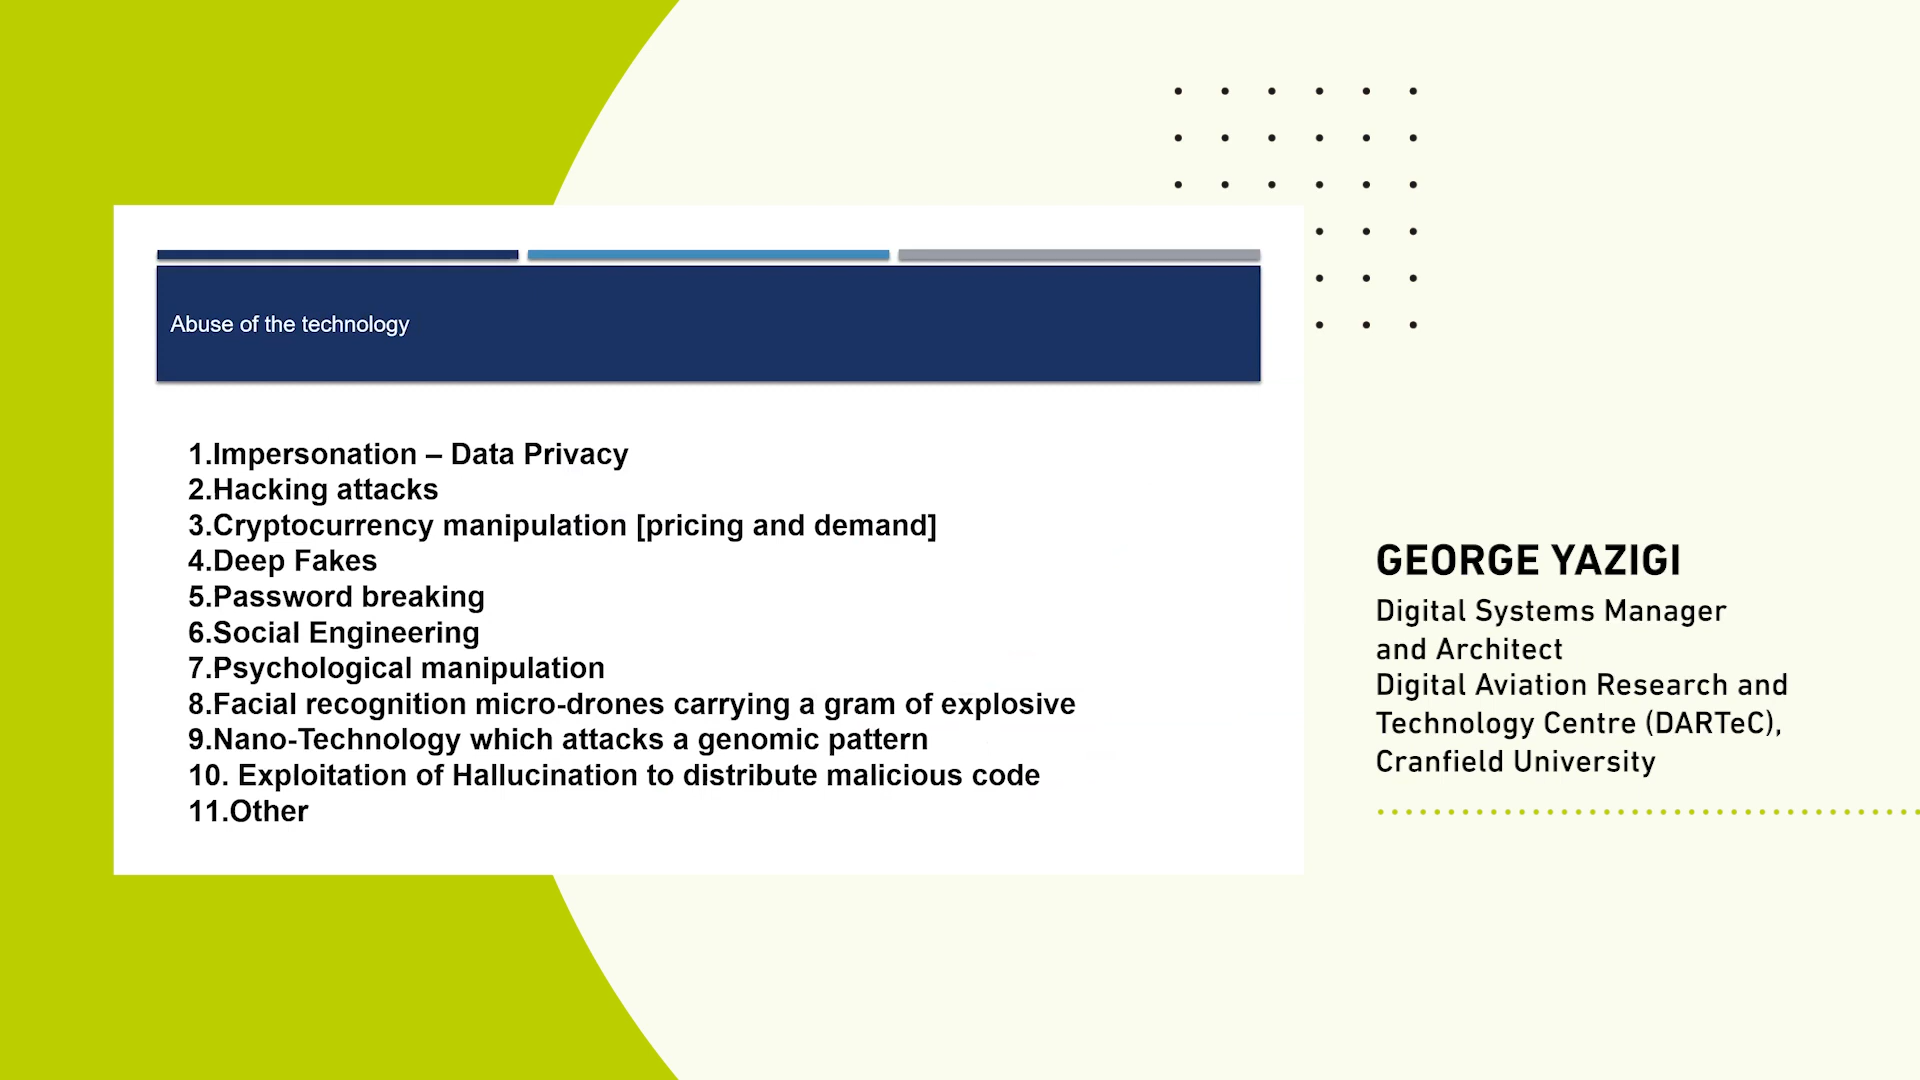 Abuse of the technology
1.Impersonation – Data Privacy
2.Hacking attacks
3.Cryptocurrency manipulation [pricing and demand]
4.Deep Fakes
5.Password breaking
6.Social Engineering
7.Psychological manipulation
8.Facial recognition micro-drones carrying a gram of explosive
9.Nano-Technology which attacks a genomic pattern
10. Exploitation of Hallucination to distribute malicious code
11.Other
GEORGE YAZIGI
Digital Systems Manager
and Architect
Digital Aviation Research and
Technology Centre (DARTeC),
Cranfield University